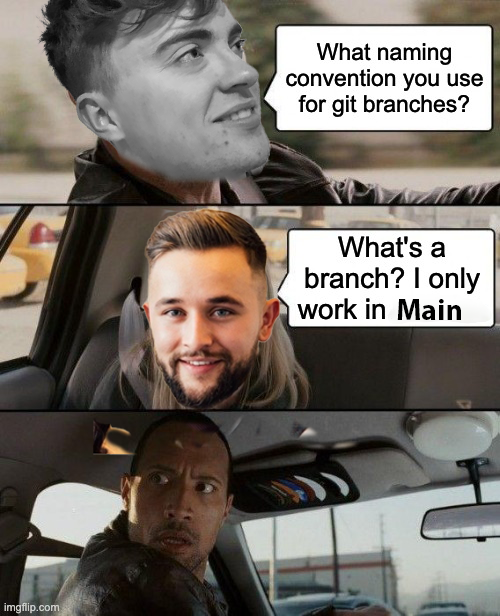 What naming
convention you use
for git branches?
What's a
branch? I only
work in Main
imgflip.com